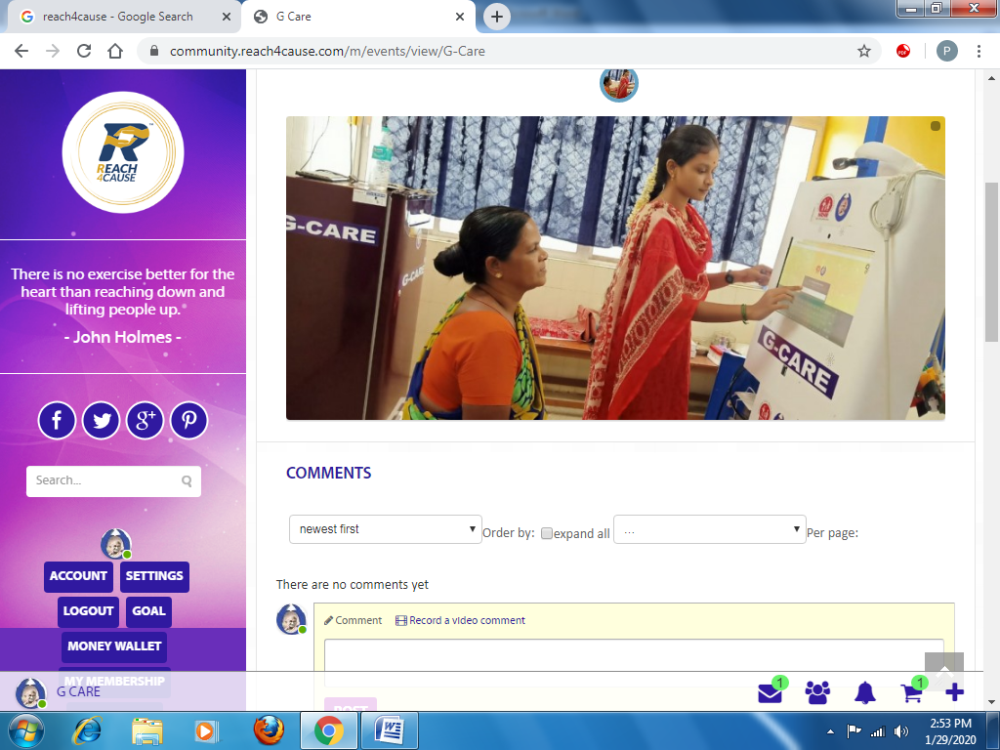 reach4cause - Google Search
G Care
community.reach4cause.com/m/events/view/G-Care
PDF
P
R
REACH
4CAUSE
There is no exercise better for the
heart than reaching down and
lifting people up.
- John Holmes -
Search...
ACCOUNT
SETTINGS
LOGOUT
GOAL
MONEY WALLET
MY MEMBERSHIP
G CARE
G-CARE
G-CARE
G-CARE
COMMENTS
newest first
Order by:
expand all
...
Per page:
There are no comments yet
Comment
Record a video comment
POST
1
1
2:53 PM
1/29/2020